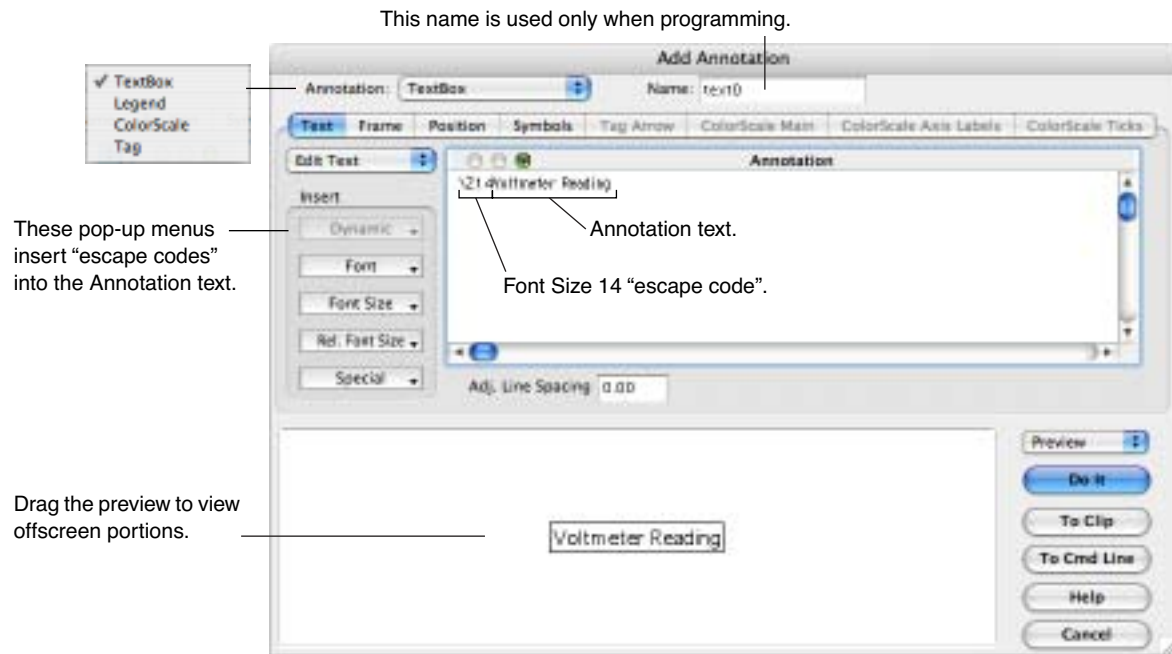 This name is used only when programming.
Add Annotation
✓ TextBox
Legend
ColorScale
Tag
Annotation: TextBox
Name: text0
Text Frame Position Symbols Tag Arrow ColorScale Main ColorScale Axis Labels ColorScale Ticks
Edit Text
Annotation
\Z14Voltmeter Reading
Insert
Dynamic
Font
Font Size
Rel. Font Size
Special
These pop-up menus
insert “escape codes”
into the Annotation text.
Annotation text.
Font Size 14 “escape code”.
Adj. Line Spacing 0.00
Preview
Do It
To Clip
To Cmd Line
Help
Cancel
Drag the preview to view
offscreen portions.
Voltmeter Reading